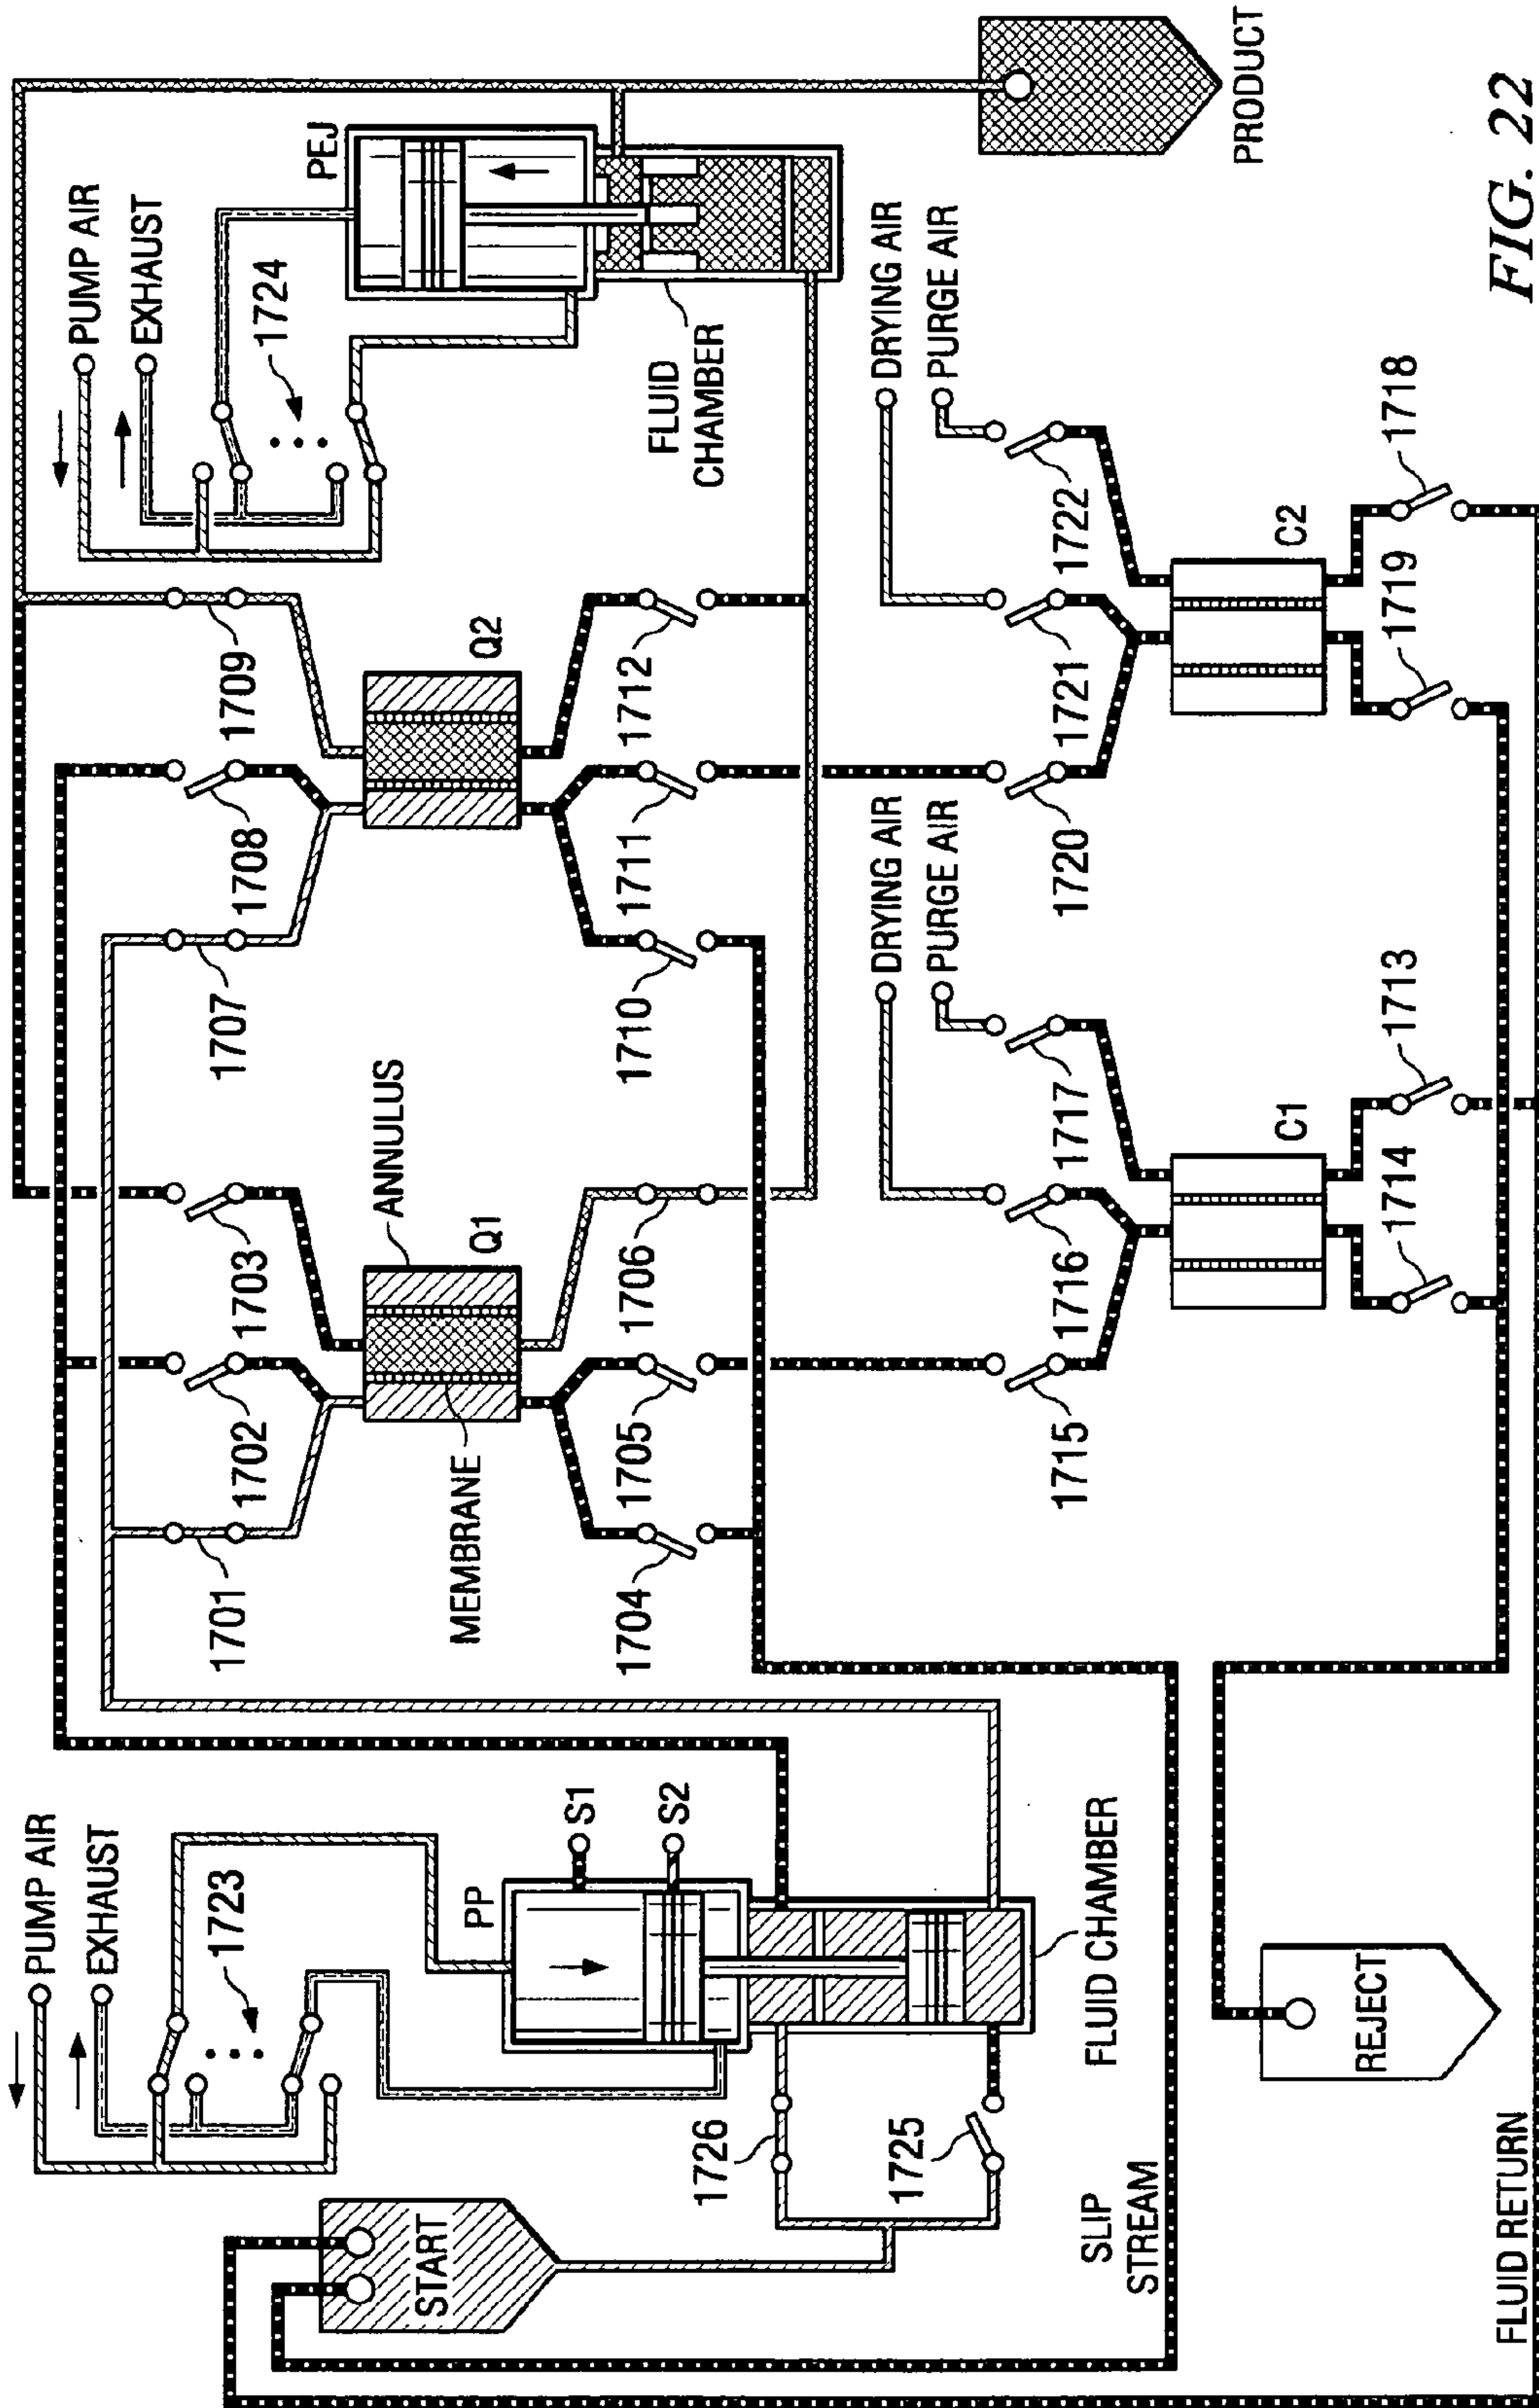 PUMP AIR
EXHAUST
1723
PP
S1
S2
START
1726
1725
FLUID CHAMBER
SLIP
STREAM
REJECT
FLUID RETURN
1701
1702
1703
ANNULUS
MEMBRANE
Q1
1704
1705
1706
1707
1708
1709
Q2
1710
1711
1712
PUMP AIR
EXHAUST
1724
PEJ
FLUID
CHAMBER
PRODUCT
DRYING AIR
PURGE AIR
1715
1716
1717
C1
1714
1713
DRYING AIR
PURGE AIR
1720
1721
1722
C2
1719
1718
FIG. 22